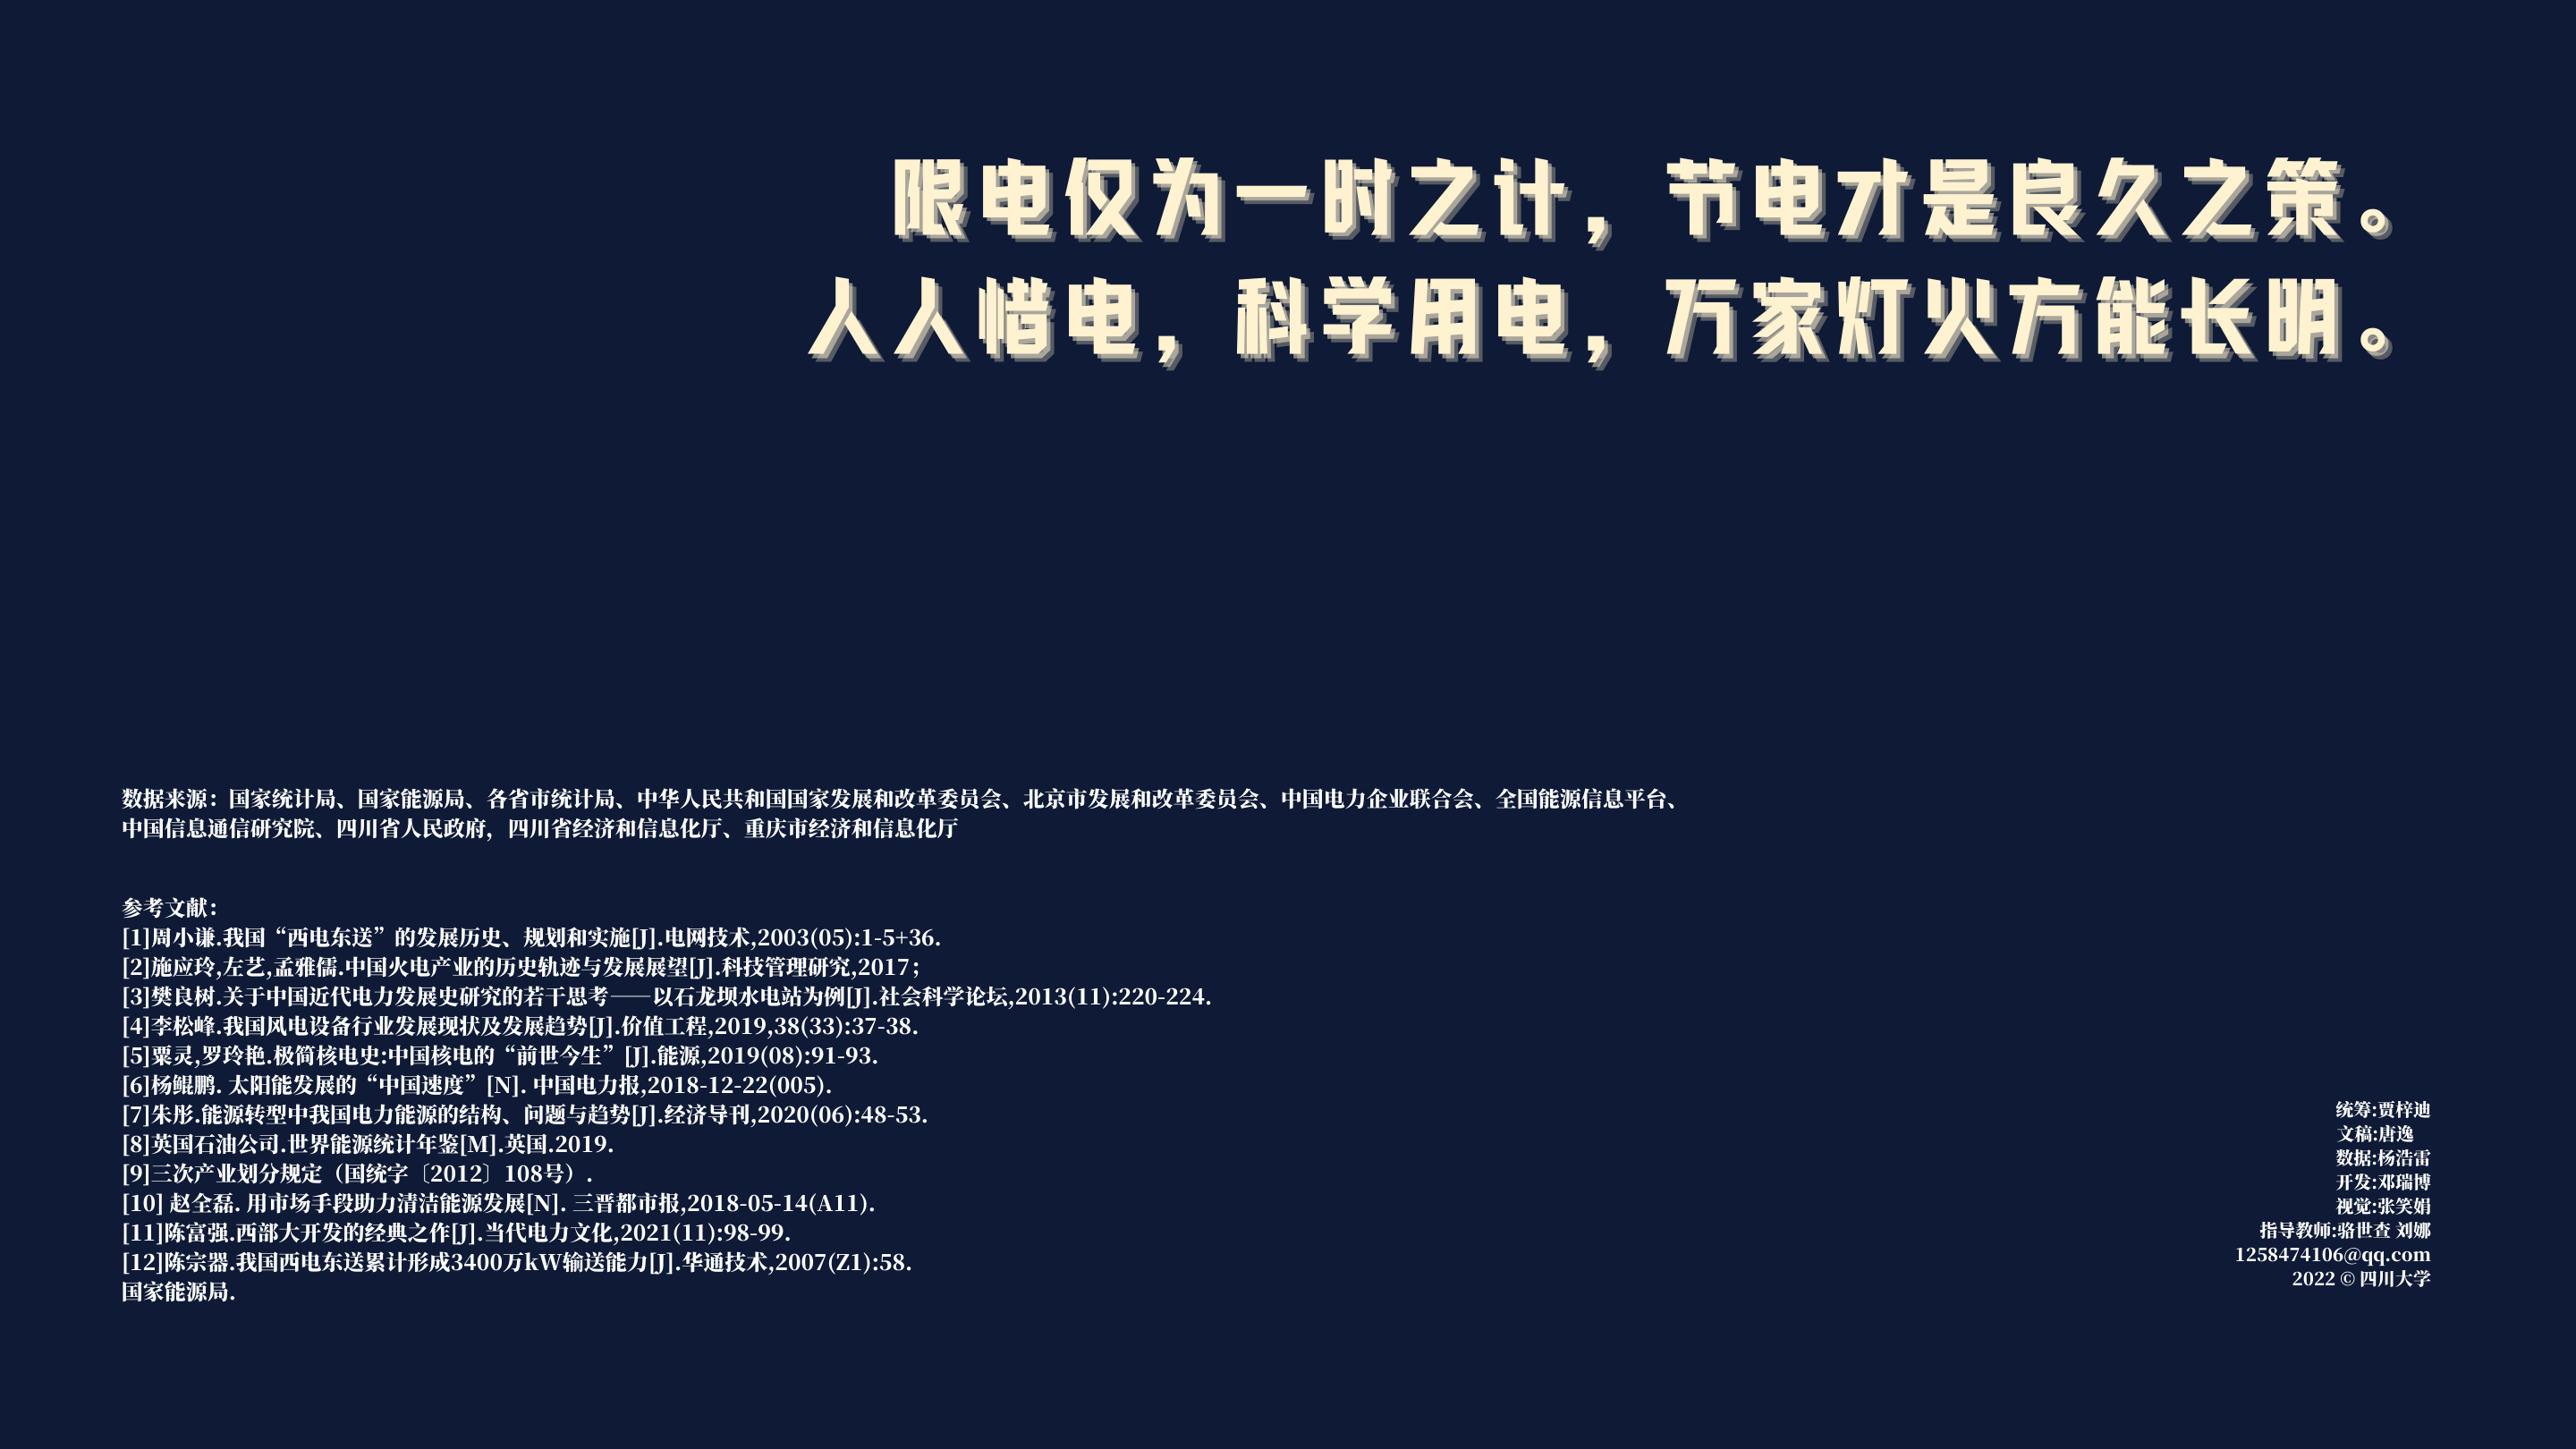 限电仅为一时之计，节电才是良久之策。
人人惜电，科学用电，万家灯火方能长明。
数据来源：国家统计局、国家能源局、各省市统计局、中华人民共和国国家发展和改革委员会、北京市发展和改革委员会、中国电力企业联合会、全国能源信息平台、
中国信息通信研究院、四川省人民政府，四川省经济和信息化厅、重庆市经济和信息化厅
参考文献：
[1]周小谦.我国“西电东送”的发展历史、规划和实施[J].电网技术,2003(05):1-5+36.
[2]施应玲,左艺,孟雅儒.中国火电产业的历史轨迹与发展展望[J].科技管理研究,2017；
[3]樊良树.关于中国近代电力发展史研究的若干思考——以石龙坝水电站为例[J].社会科学论坛,2013(11):220-224.
[4]李松峰.我国风电设备行业发展现状及发展趋势[J].价值工程,2019,38(33):37-38.
[5]粟灵,罗玲艳.极简核电史:中国核电的“前世今生”[J].能源,2019(08):91-93.
[6]杨鲲鹏. 太阳能发展的“中国速度”[N]. 中国电力报,2018-12-22(005).
[7]朱彤.能源转型中我国电力能源的结构、问题与趋势[J].经济导刊,2020(06):48-53.
[8]英国石油公司.世界能源统计年鉴[M].英国.2019.
[9]三次产业划分规定（国统字〔2012〕108号）.
[10] 赵全磊. 用市场手段助力清洁能源发展[N]. 三晋都市报,2018-05-14(A11).
[11]陈富强.西部大开发的经典之作[J].当代电力文化,2021(11):98-99.
[12]陈宗器.我国西电东送累计形成3400万kW输送能力[J].华通技术,2007(Z1):58.
国家能源局.
统筹:贾梓迪
文稿:唐逸
数据:杨浩雷
开发:邓瑞博
视觉:张笑娟
指导教师:骆世查 刘娜
1258474106@qq.com
2022 © 四川大学